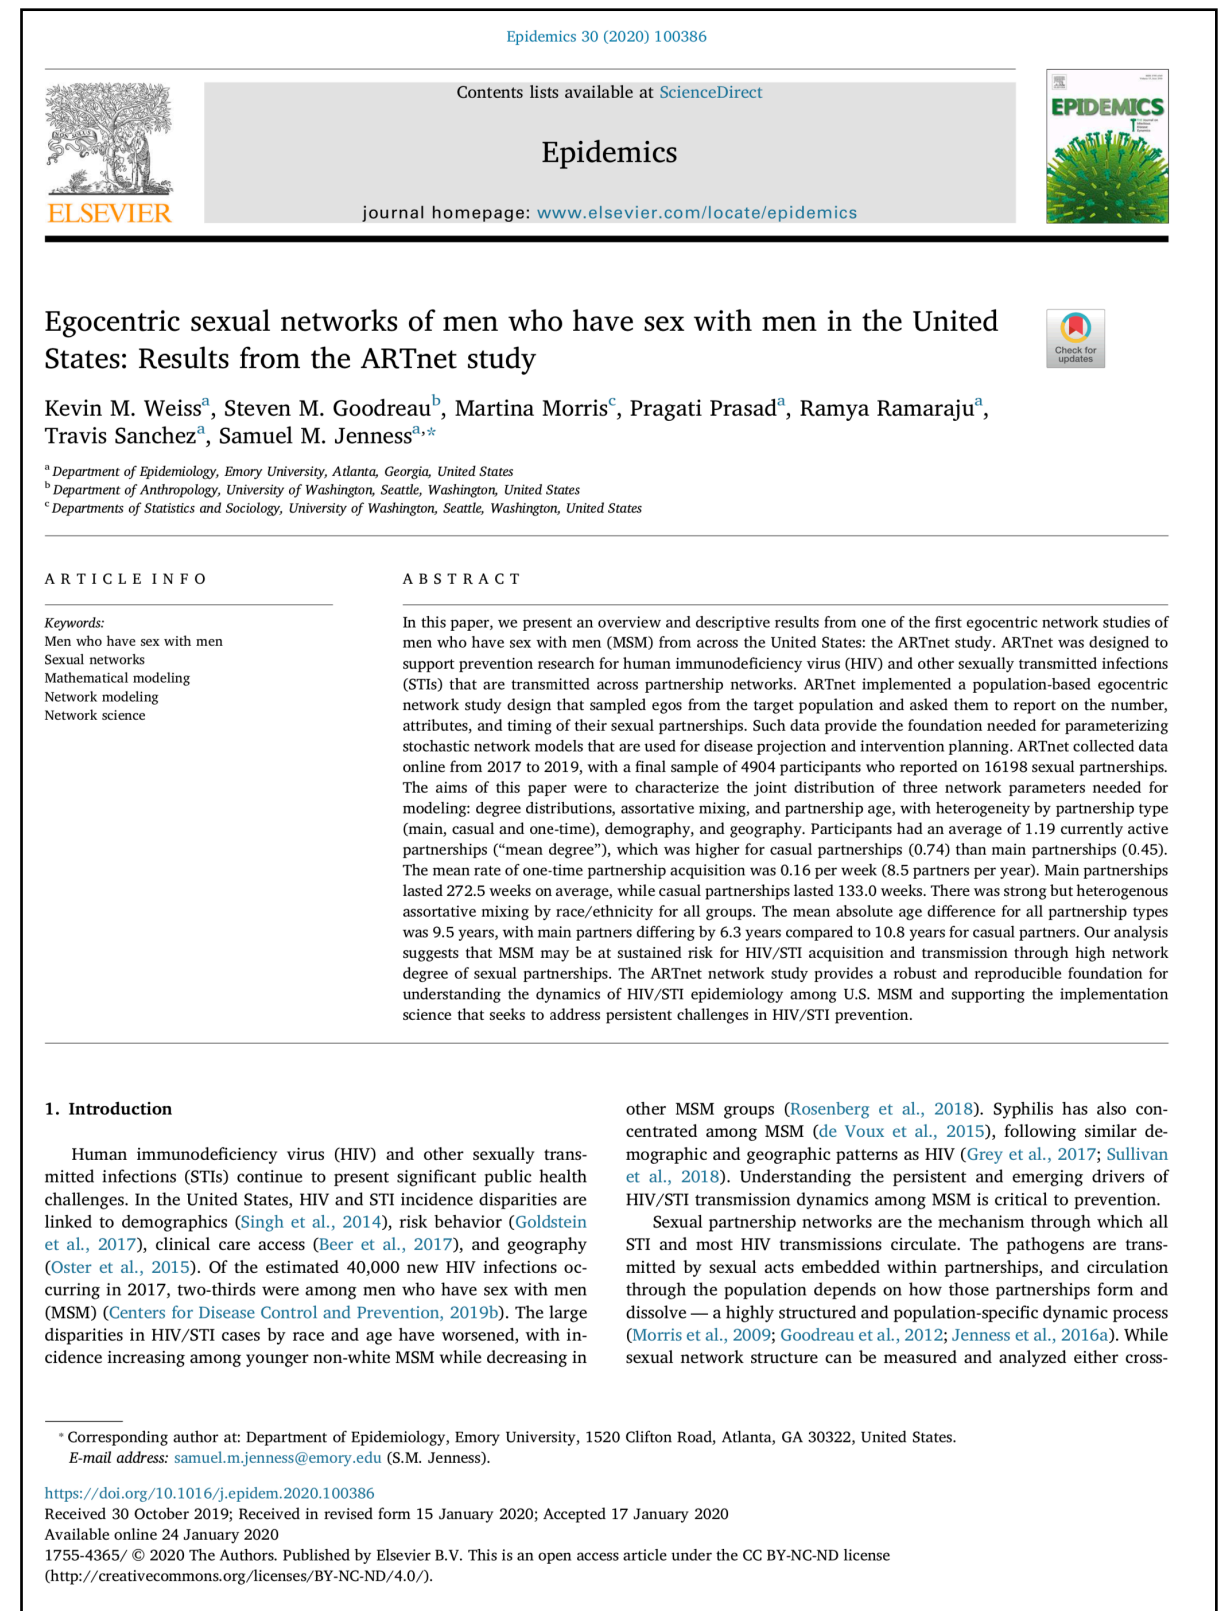 Epidemics 30 (2020) 100386
Contents lists available at ScienceDirect
Epidemics
journal homepage: www.elsevier.com/locate/epidemics
ELSEVIER
EPIDEMICS
Egocentric sexual networks of men who have sex with men in the United
States: Results from the ARTnet study
Check for
updates
Kevin M. Weissa, Steven M. Goodreaub, Martina Morrisc, Pragati Prasada, Ramya Ramarajua,
Travis Sancheza, Samuel M. Jennessa,*
a Department of Epidemiology, Emory University, Atlanta, Georgia, United States
b Department of Anthropology, University of Washington, Seattle, Washington, United States
c Departments of Statistics and Sociology, University of Washington, Seattle, Washington, United States
ARTICLE INFO
Keywords:
Men who have sex with men
Sexual networks
Mathematical modeling
Network modeling
Network science
ABSTRACT
In this paper, we present an overview and descriptive results from one of the first egocentric network studies of
men who have sex with men (MSM) from across the United States: the ARTnet study. ARTnet was designed to
support prevention research for human immunodeficiency virus (HIV) and other sexually transmitted infections
(STIs) that are transmitted across partnership networks. ARTnet implemented a population-based egocentric
network study design that sampled egos from the target population and asked them to report on the number,
attributes, and timing of their sexual partnerships. Such data provide the foundation needed for parameterizing
stochastic network models that are used for disease projection and intervention planning. ARTnet collected data
online from 2017 to 2019, with a final sample of 4904 participants who reported on 16198 sexual partnerships.
The aims of this paper were to characterize the joint distribution of three network parameters needed for
modeling: degree distributions, assortative mixing, and partnership age, with heterogeneity by partnership type
(main, casual and one-time), demography, and geography. Participants had an average of 1.19 currently active
partnerships (“mean degree”), which was higher for casual partnerships (0.74) than main partnerships (0.45).
The mean rate of one-time partnership acquisition was 0.16 per week (8.5 partners per year). Main partnerships
lasted 272.5 weeks on average, while casual partnerships lasted 133.0 weeks. There was strong but heterogenous
assortative mixing by race/ethnicity for all groups. The mean absolute age difference for all partnership types
was 9.5 years, with main partners differing by 6.3 years compared to 10.8 years for casual partners. Our analysis
suggests that MSM may be at sustained risk for HIV/STI acquisition and transmission through high network
degree of sexual partnerships. The ARTnet network study provides a robust and reproducible foundation for
understanding the dynamics of HIV/STI epidemiology among U.S. MSM and supporting the implementation
science that seeks to address persistent challenges in HIV/STI prevention.
1. Introduction
Human immunodeficiency virus (HIV) and other sexually trans-
mitted infections (STIs) continue to present significant public health
challenges. In the United States, HIV and STI incidence disparities are
linked to demographics (Singh et al., 2014), risk behavior (Goldstein
et al., 2017), clinical care access (Beer et al., 2017), and geography
(Oster et al., 2015). Of the estimated 40,000 new HIV infections oc-
curring in 2017, two-thirds were among men who have sex with men
(MSM) (Centers for Disease Control and Prevention, 2019b). The large
disparities in HIV/STI cases by race and age have worsened, with in-
cidence increasing among younger non-white MSM while decreasing in
other MSM groups (Rosenberg et al., 2018). Syphilis has also con-
centrated among MSM (de Voux et al., 2015), following similar de-
mographic and geographic patterns as HIV (Grey et al., 2017; Sullivan
et al., 2018). Understanding the persistent and emerging drivers of
HIV/STI transmission dynamics among MSM is critical to prevention.
Sexual partnership networks are the mechanism through which all
STI and most HIV transmissions circulate. The pathogens are trans-
mitted by sexual acts embedded within partnerships, and circulation
through the population depends on how those partnerships form and
dissolve — a highly structured and population-specific dynamic process
(Morris et al., 2009; Goodreau et al., 2012; Jenness et al., 2016a). While
sexual network structure can be measured and analyzed either cross-
* Corresponding author at: Department of Epidemiology, Emory University, 1520 Clifton Road, Atlanta, GA 30322, United States.
E-mail address: samuel.m.jenness@emory.edu (S.M. Jenness).
https://doi.org/10.1016/j.epidem.2020.100386
Received 30 October 2019; Received in revised form 15 January 2020; Accepted 17 January 2020
Available online 24 January 2020
1755-4365/ © 2020 The Authors. Published by Elsevier B.V. This is an open access article under the CC BY-NC-ND license
(http://creativecommons.org/licenses/BY-NC-ND/4.0/).